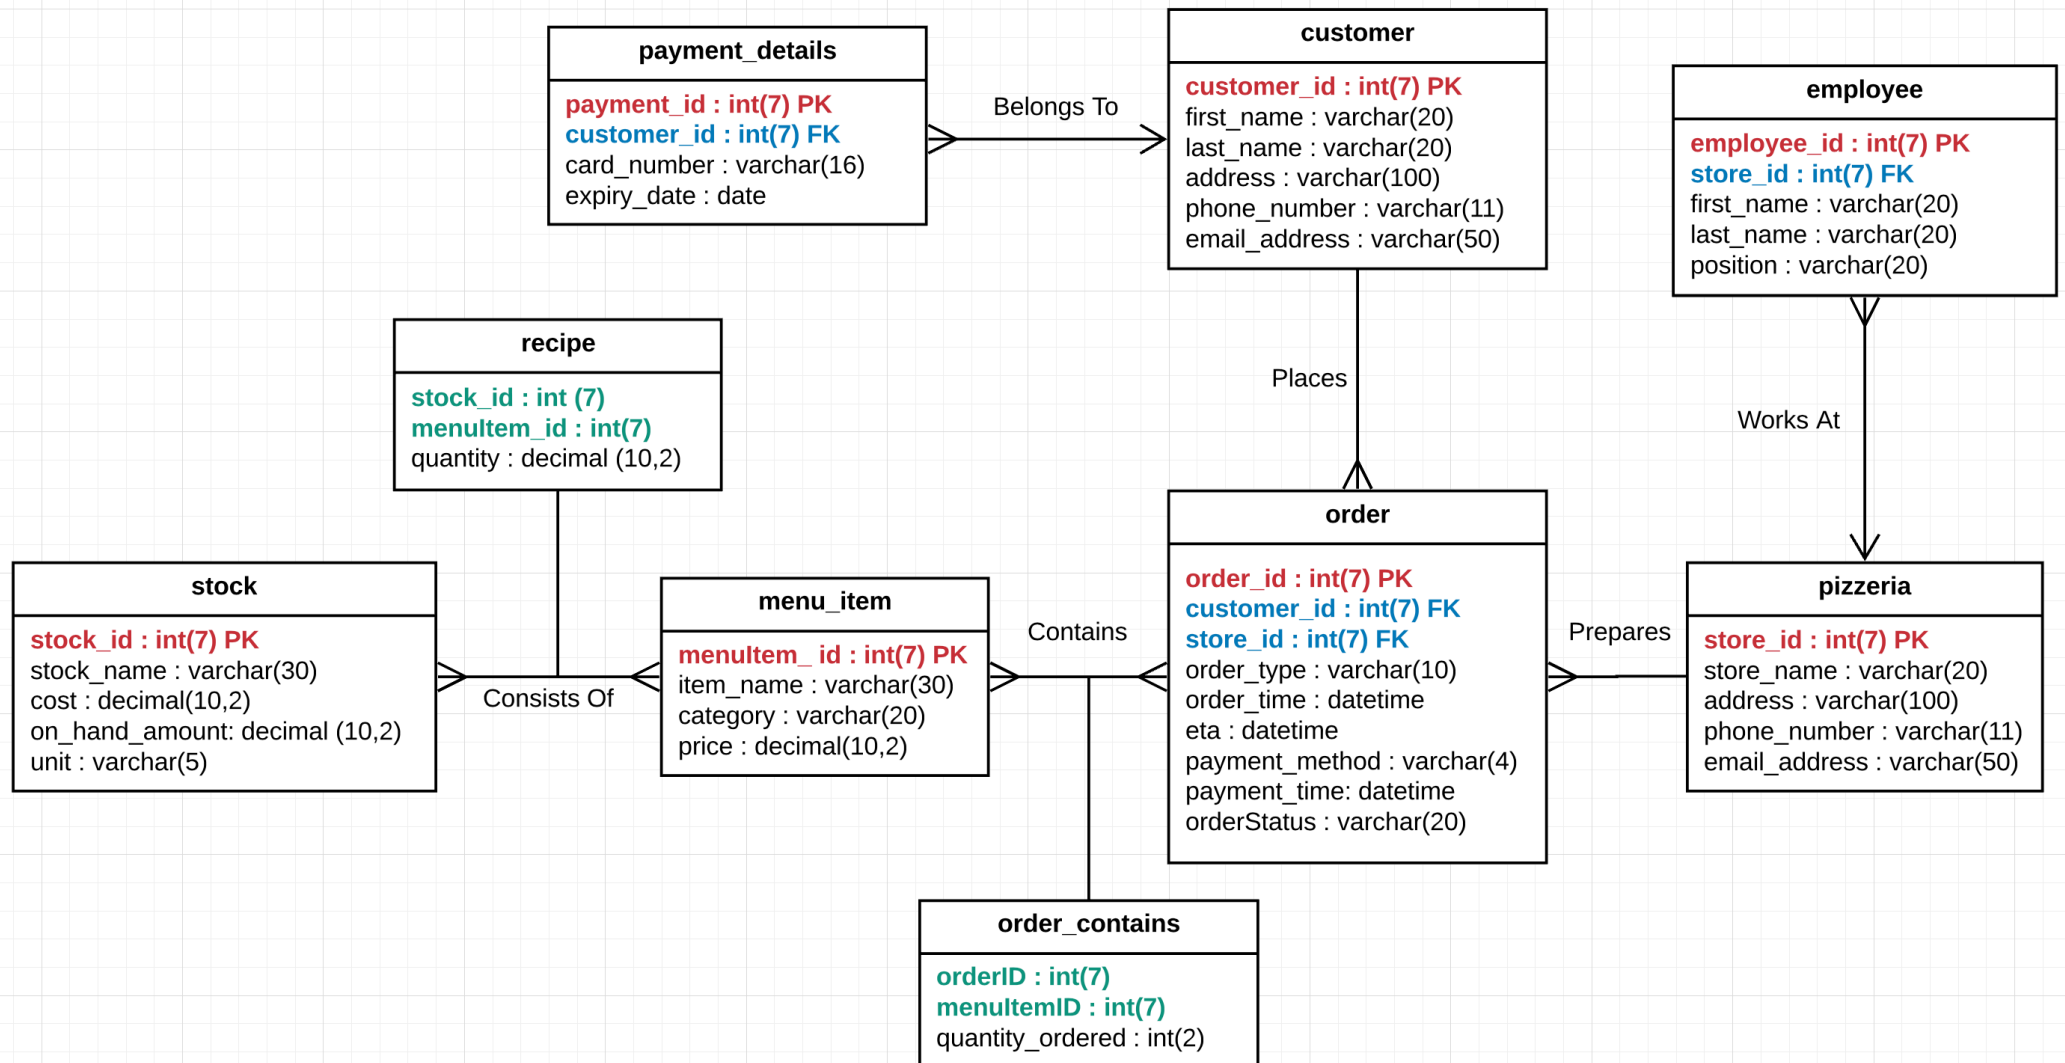 payment_details
payment_id : int(7) PK
customer_id : int(7) FK
card_number : varchar(16)
expiry_date : date
Belongs To
customer
customer_id : int(7) PK
first_name : varchar(20)
last_name : varchar(20)
address : varchar(100)
phone_number : varchar(11)
email_address : varchar(50)
employee
employee_id : int(7) PK
store_id : int(7) FK
first_name : varchar(20)
last_name : varchar(20)
position : varchar(20)
recipe
stock_id : int (7)
menuItem_id : int(7)
quantity : decimal (10,2)
Places
Works At
stock
stock_id : int(7) PK
stock_name : varchar(30)
cost : decimal(10,2)
on_hand_amount: decimal (10,2)
unit : varchar(5)
Consists Of
menu_item
menuItem_ id : int(7) PK
item_name : varchar(30)
category : varchar(20)
price : decimal(10,2)
Contains
order
order_id : int(7) PK
customer_id : int(7) FK
store_id : int(7) FK
order_type : varchar(10)
order_time : datetime
eta : datetime
payment_method : varchar(4)
payment_time: datetime
orderStatus : varchar(20)
Prepares
pizzeria
store_id : int(7) PK
store_name : varchar(20)
address : varchar(100)
phone_number : varchar(11)
email_address : varchar(50)
order_contains
orderID : int(7)
menuItemID : int(7)
quantity_ordered : int(2)